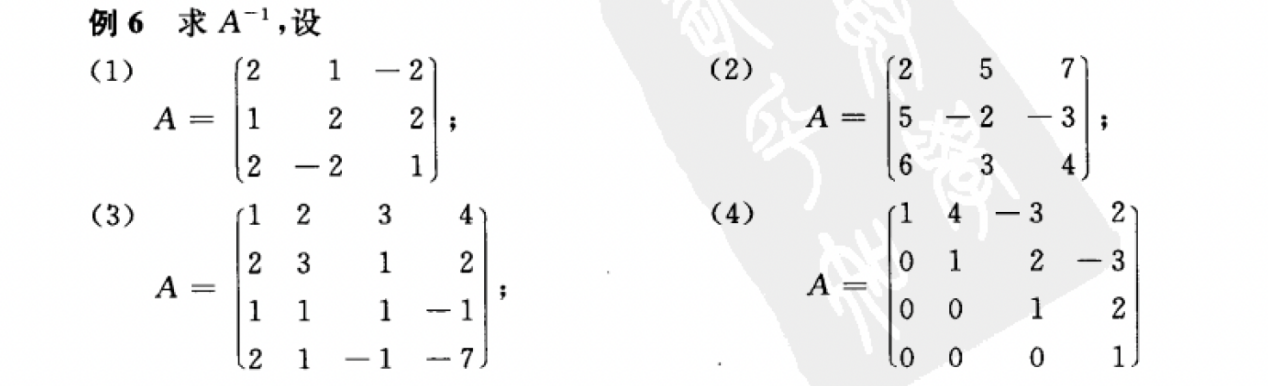 例 6 求 A⁻¹,设
(1) A = ⎛2 1 −2⎞
⎜1 2 2⎟ ;
⎝2 −2 1⎠
(2) A = ⎛2 5 7⎞
⎜5 −2 −3⎟ ;
⎝6 3 4⎠
(3) A = ⎛1 2 3 4⎞
⎜2 3 1 2⎟
⎜1 1 1 −1⎟ ;
⎝2 1 −1 −7⎠
(4) A = ⎛1 4 −3 2⎞
⎜0 1 2 −3⎟
⎜0 0 1 2⎟
⎝0 0 0 1⎠